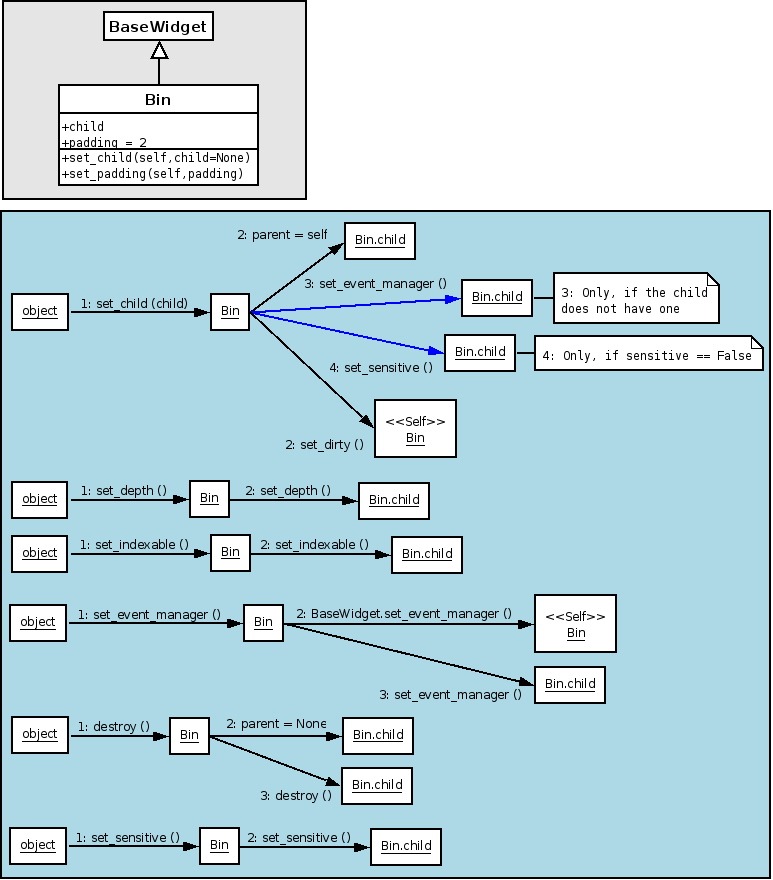 BaseWidget
Bin
+child
+padding = 2
+set_child(self,child=None)
+set_padding(self,padding)
2: parent = self
Bin.child
3: set_event_manager ()
object
1: set_child (child)
Bin
Bin.child
3: Only, if the child
does not have one
Bin.child
4: Only, if sensitive == False
4: set_sensitive ()
<<Self>>
Bin
2: set_dirty ()
object
1: set_depth ()
Bin
2: set_depth ()
Bin.child
object
1: set_indexable ()
Bin
2: set_indexable ()
Bin.child
object
1: set_event_manager ()
Bin
2: BaseWidget.set_event_manager ()
<<Self>>
Bin
3: set_event_manager ()
Bin.child
object
1: destroy ()
Bin
2: parent = None
Bin.child
3: destroy ()
Bin.child
object
1: set_sensitive ()
Bin
2: set_sensitive ()
Bin.child